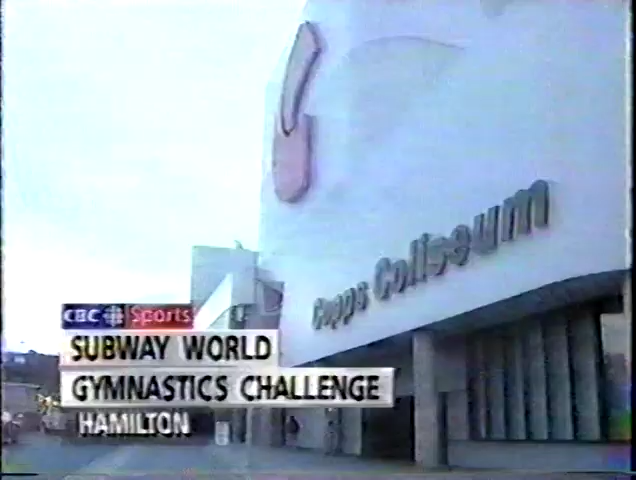 Copps Coliseum
CBC Sports
SUBWAY WORLD
GYMNASTICS CHALLENGE
HAMILTON